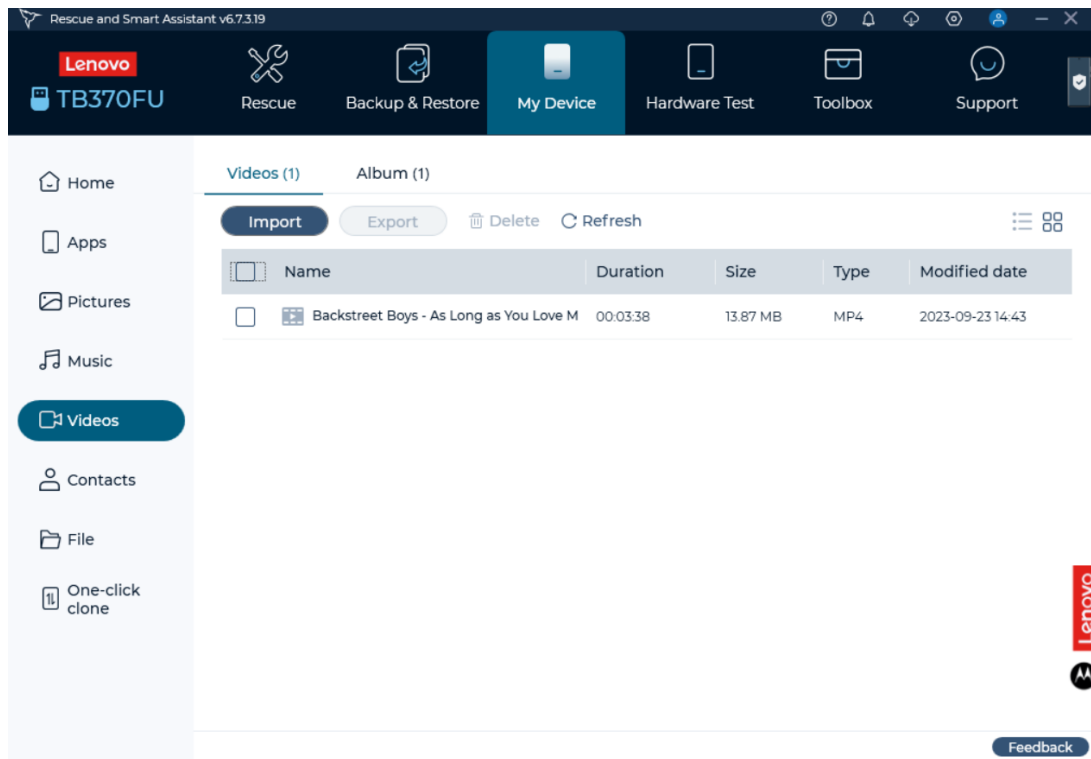 Rescue and Smart Assistant v6.7.3.19
Lenovo
TB370FU
Rescue
Backup & Restore
My Device
Hardware Test
Toolbox
Support
Home
Apps
Pictures
Music
Videos
Contacts
File
One-click
clone
Videos (1) Album (1)
Import Export Delete Refresh
Name Duration Size Type Modified date
Backstreet Boys - As Long as You Love M 00:03:38 13.87 MB MP4 2023-09-23 14:43
Lenovo
Feedback